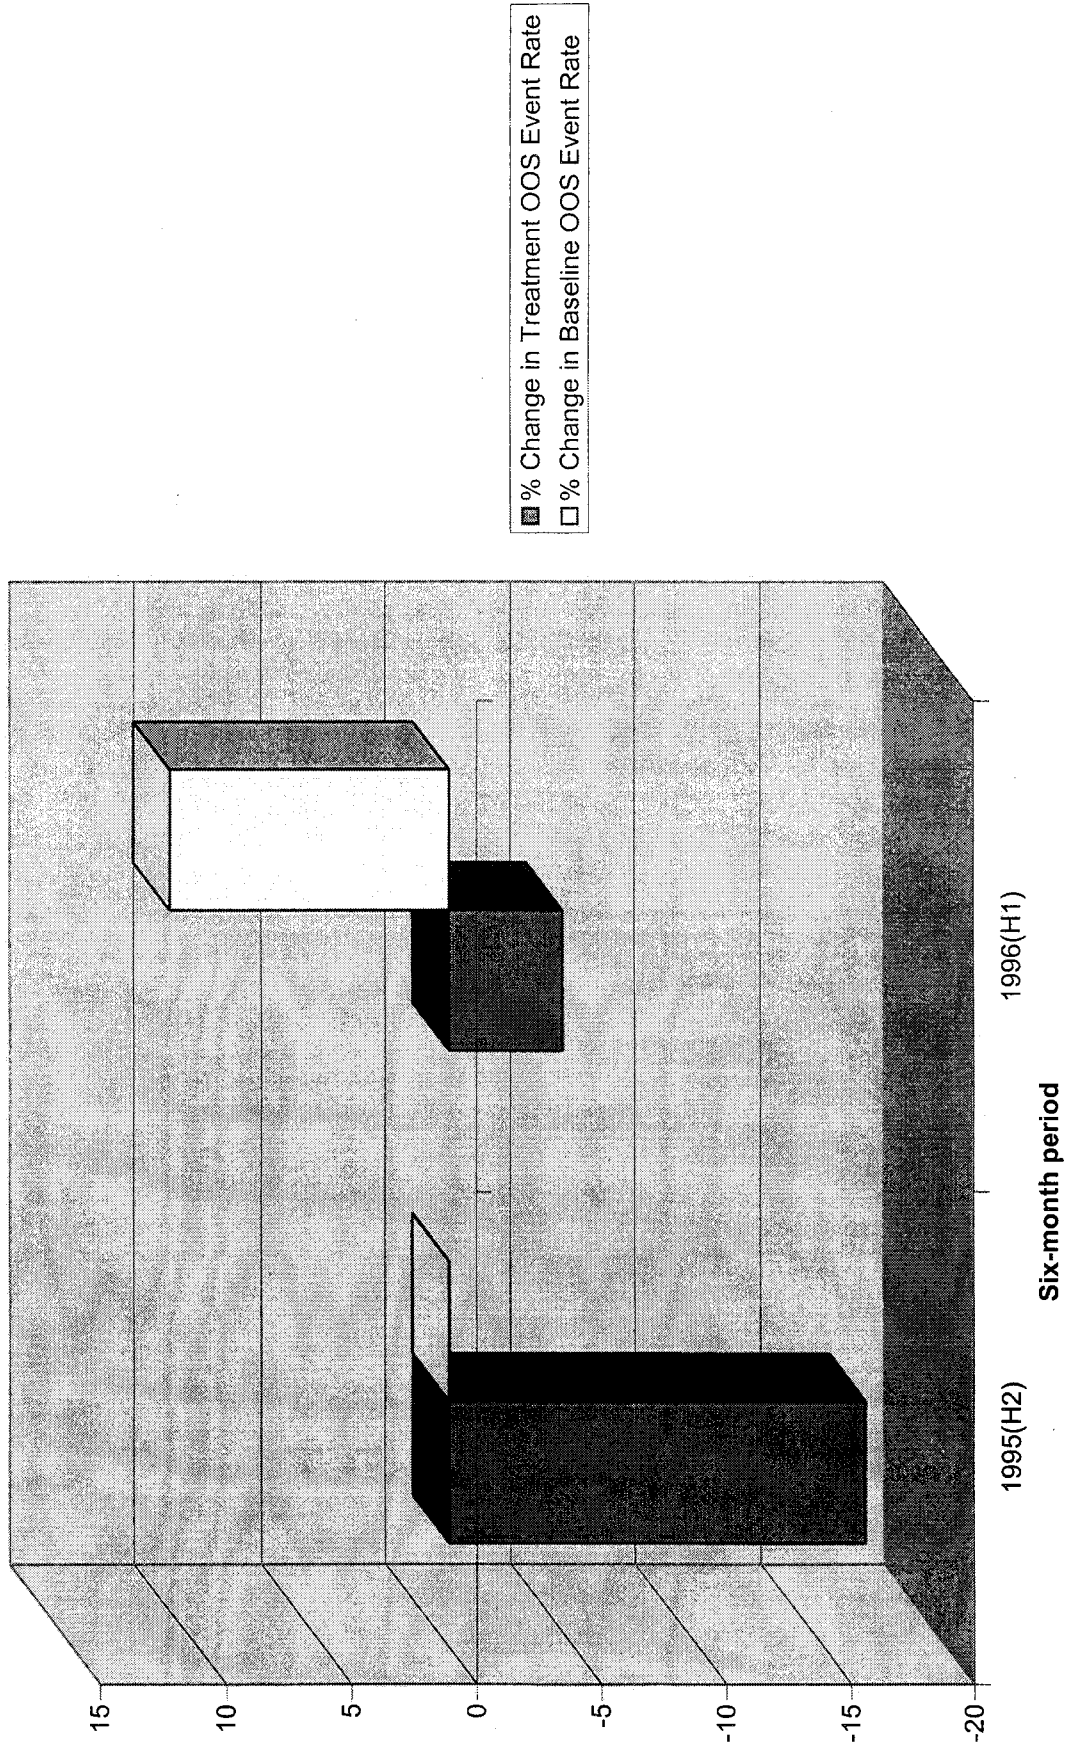 15
10
5
0
-5
-10
-15
-20
1995(H2)
1996(H1)
Six-month period
% Change in Treatment OOS Event Rate
% Change in Baseline OOS Event Rate